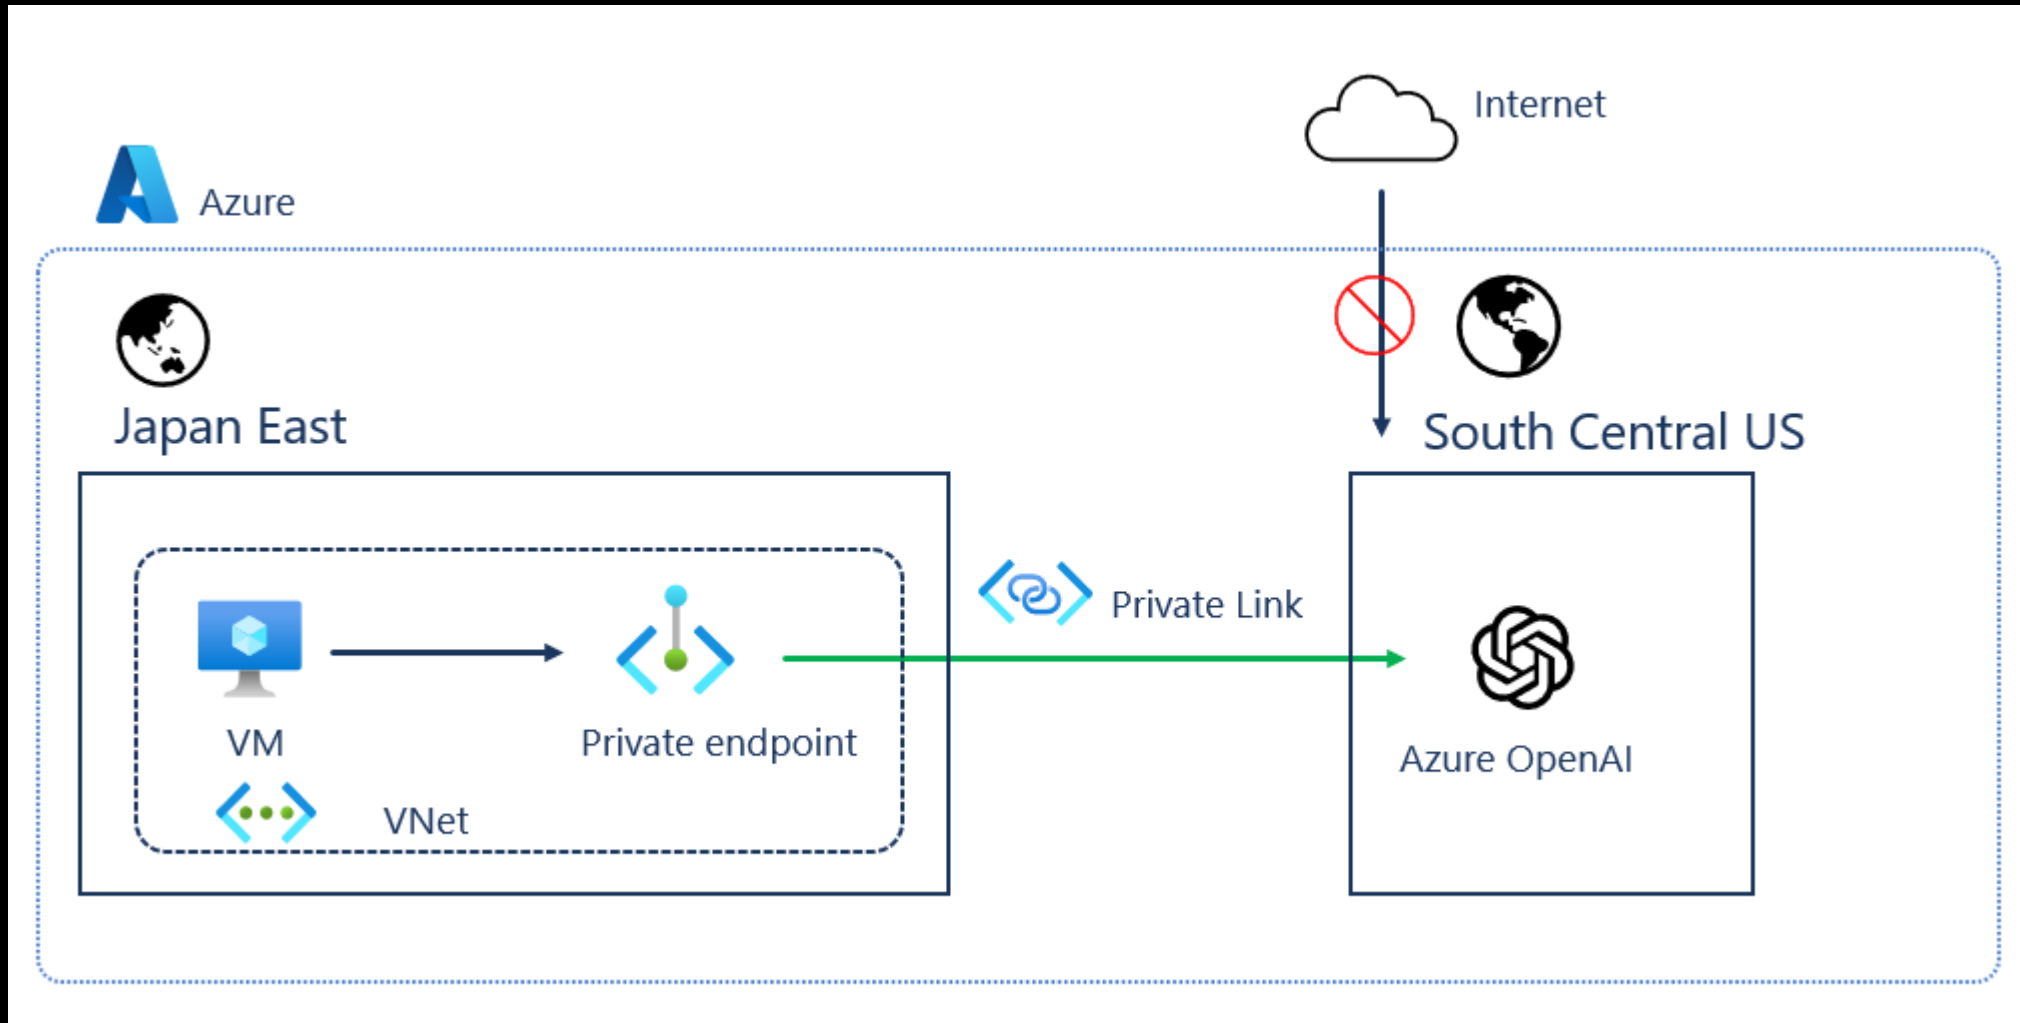 Internet
Azure
Japan East
South Central US
Private Link
VM
Private endpoint
Azure OpenAI
VNet